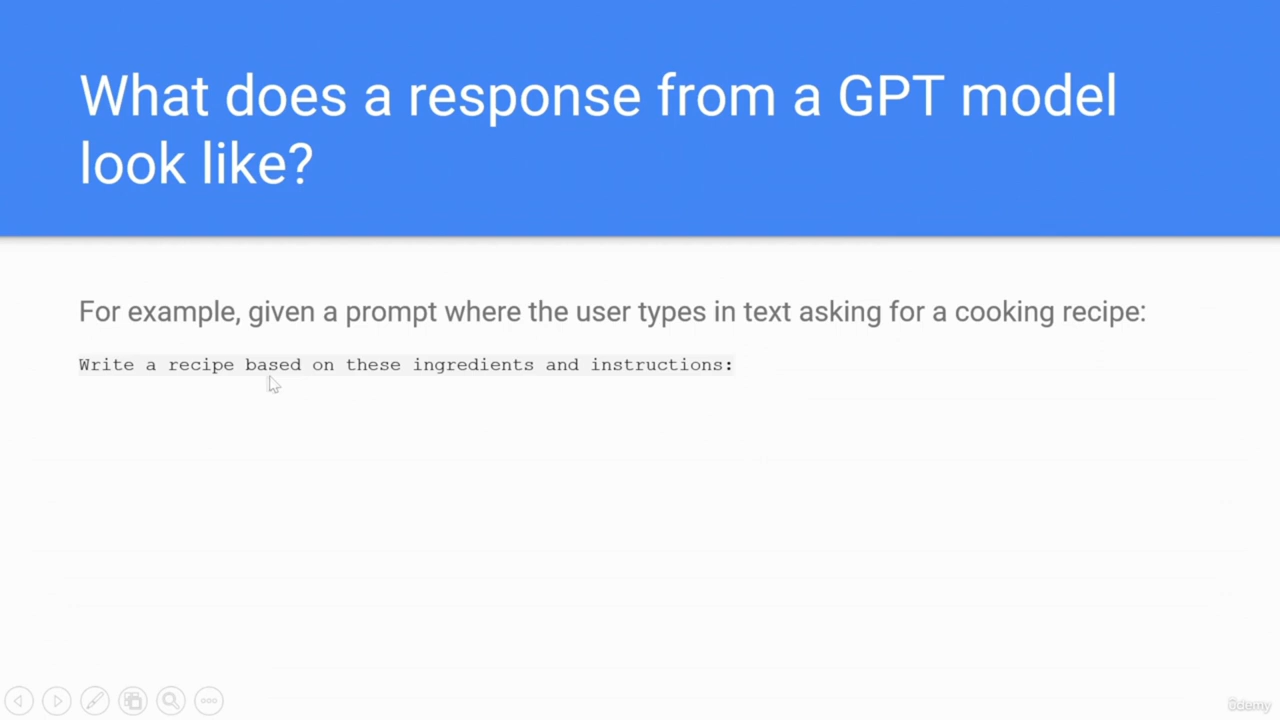 What does a response from a GPT model
look like?
For example, given a prompt where the user types in text asking for a cooking recipe:
Write a recipe based on these ingredients and instructions:
ûdemy